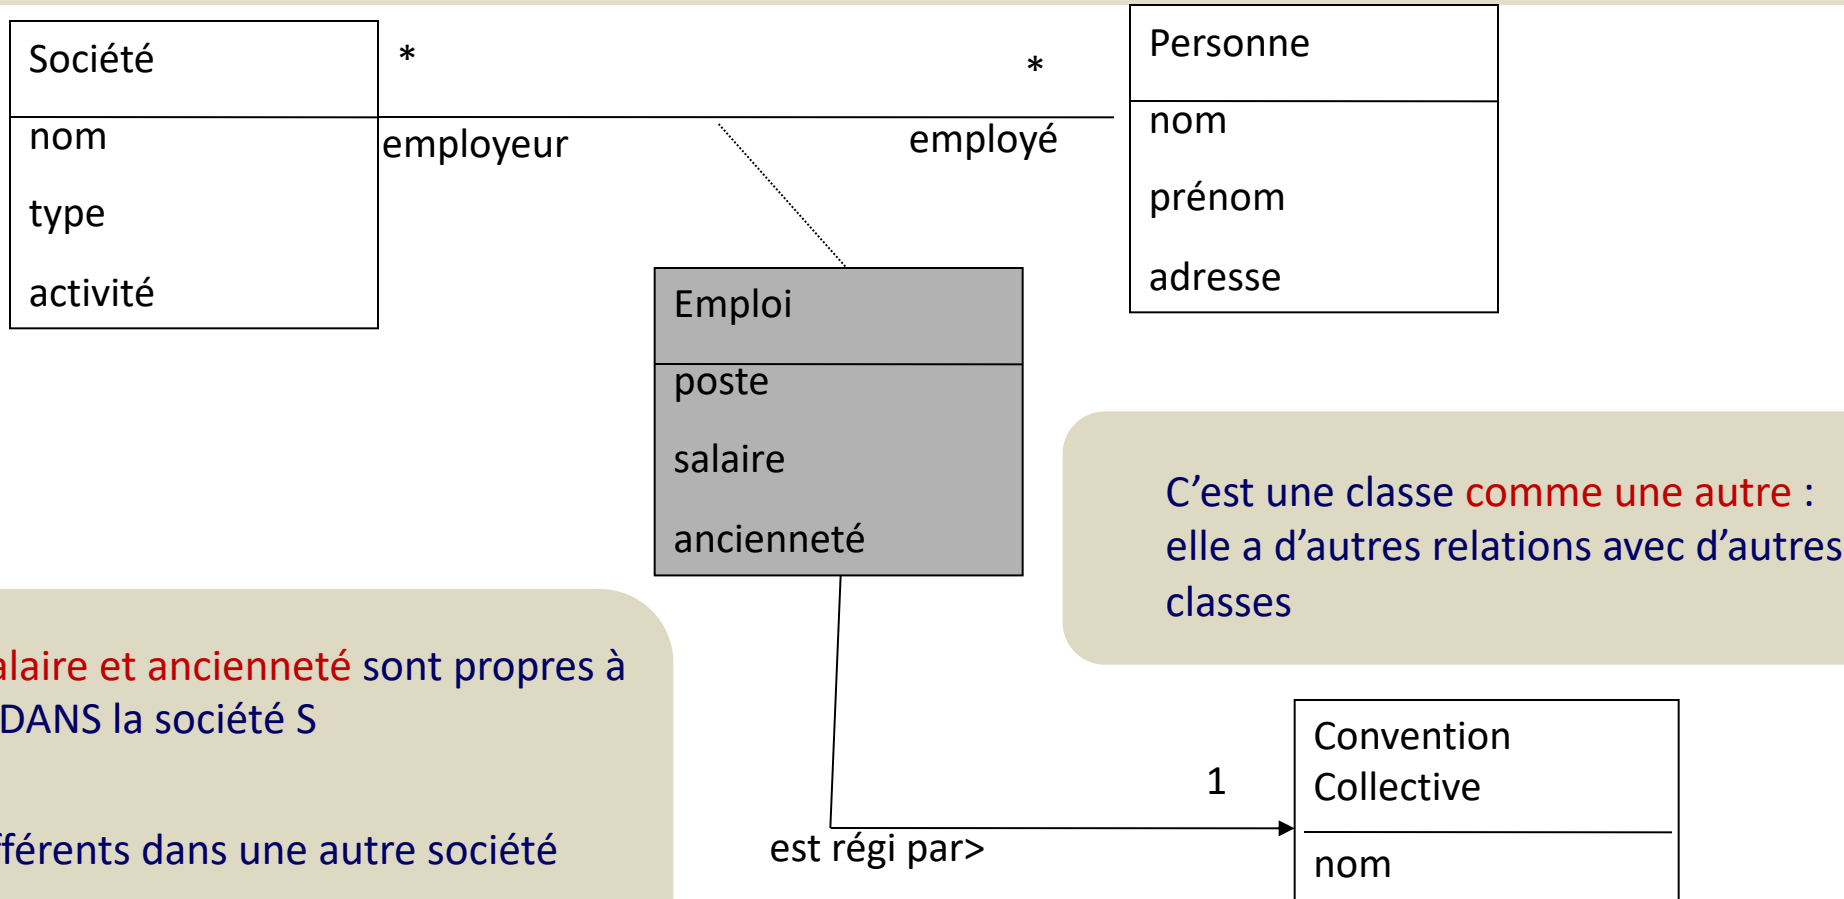 Société
nom
type
activité
*
*
employeur
employé
Personne
nom
prénom
adresse
Emploi
poste
salaire
ancienneté
C’est une classe comme une autre :
elle a d’autres relations avec d’autres
classes
et ancienneté sont propres à
DANS la société S
dans une autre société
est régi par>
1
Convention
Collective
nom